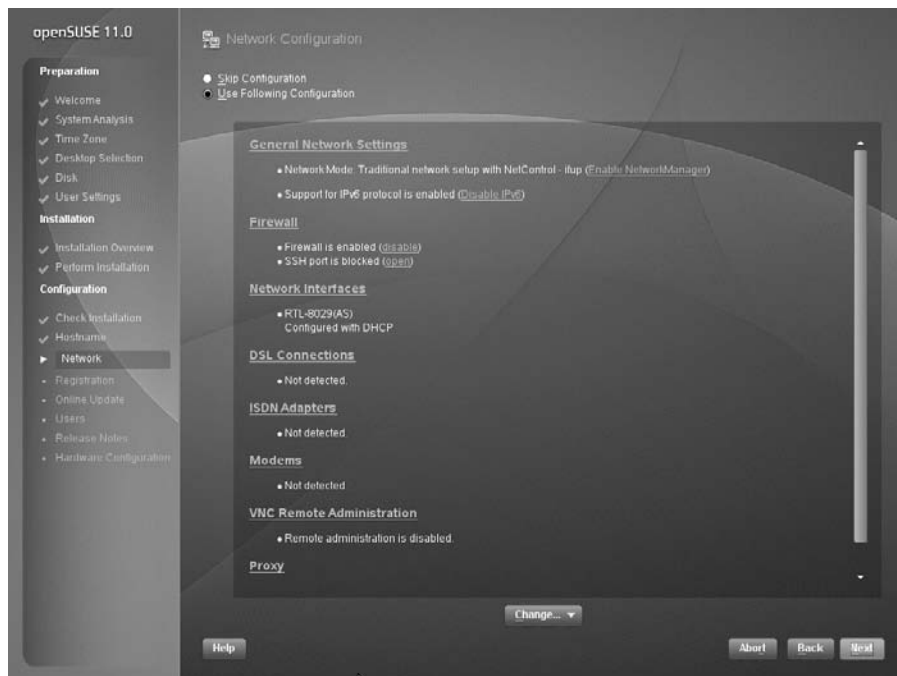 openSUSE 11.0
Preparation
Welcome
System Analysis
Time Zone
Desktop Selection
Disk
User Settings
Installation
Installation Overview
Perform Installation
Configuration
Check Installation
Hostname
Network
Registration
Online Update
Users
Release Notes
Hardware Configuration
Network Configuration
Skip Configuration
Use Following Configuration
General Network Settings
• Network Mode: Traditional network setup with NetControl - ifup (Enable NetworkManager)
• Support for IPv6 protocol is enabled (Disable IPv6)
Firewall
• Firewall is enabled (disable)
• SSH port is blocked (open)
Network Interfaces
• RTL-8029(AS)
Configured with DHCP
DSL Connections
• Not detected.
ISDN Adapters
• Not detected.
Modems
• Not detected
VNC Remote Administration
• Remote administration is disabled.
Proxy
Change...
Help
Abort
Back
Next